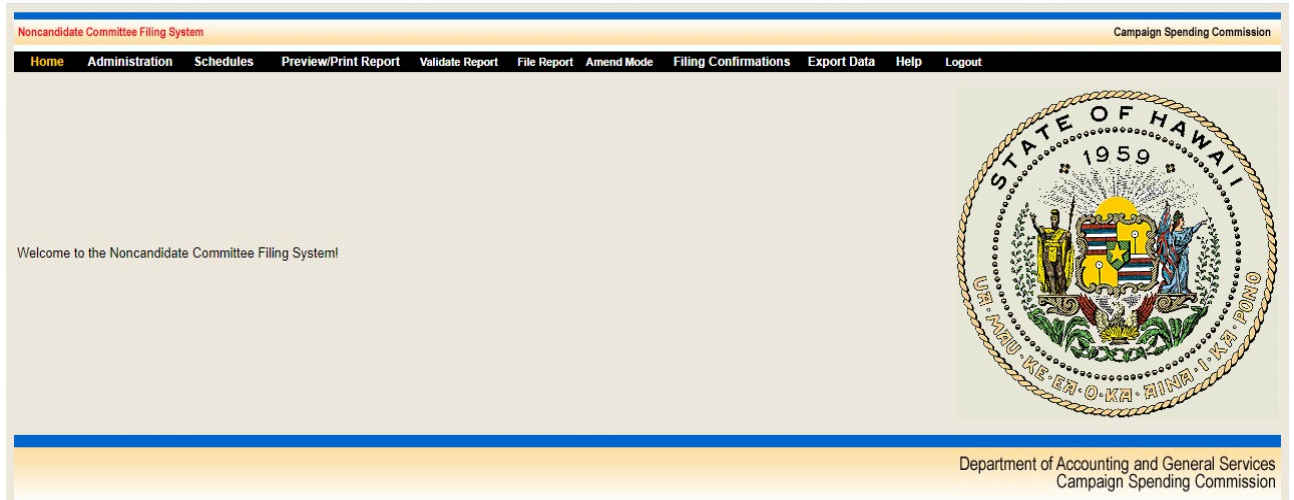 Noncandidate Committee Filing System
Campaign Spending Commission
Home Administration Schedules Preview/Print Report Validate Report File Report Amend Mode Filing Confirmations Export Data Help Logout
STATE OF HAWAII
1959
Welcome to the Noncandidate Committee Filing System!
UA·MAU·KE·EA·O·KA·AINA·I·KA·PONO
Department of Accounting and General Services
Campaign Spending Commission